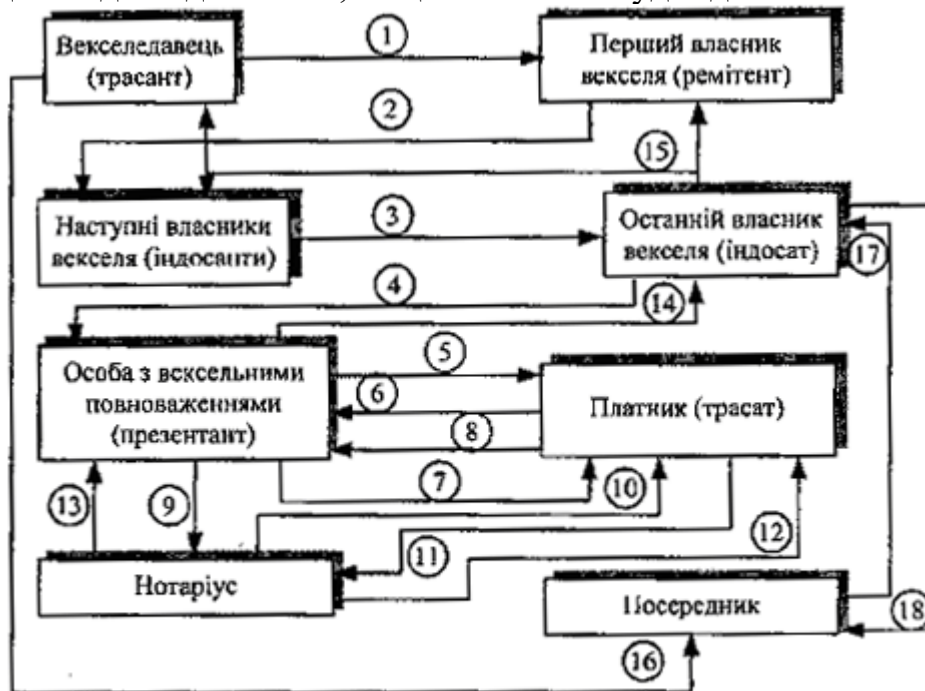 Векселедавець
(трасант)
1
Перший власник
векселя (ремітент)
2
15
Наступні власники
векселя (індосанти)
3
Останній власник
векселя (індосат)
17
4
14
Особа з вексельними
повноваженнями
(презентант)
5
6
8
7
Платник (трасат)
13
9
10
11
12
Нотаріус
Посередник
18
16